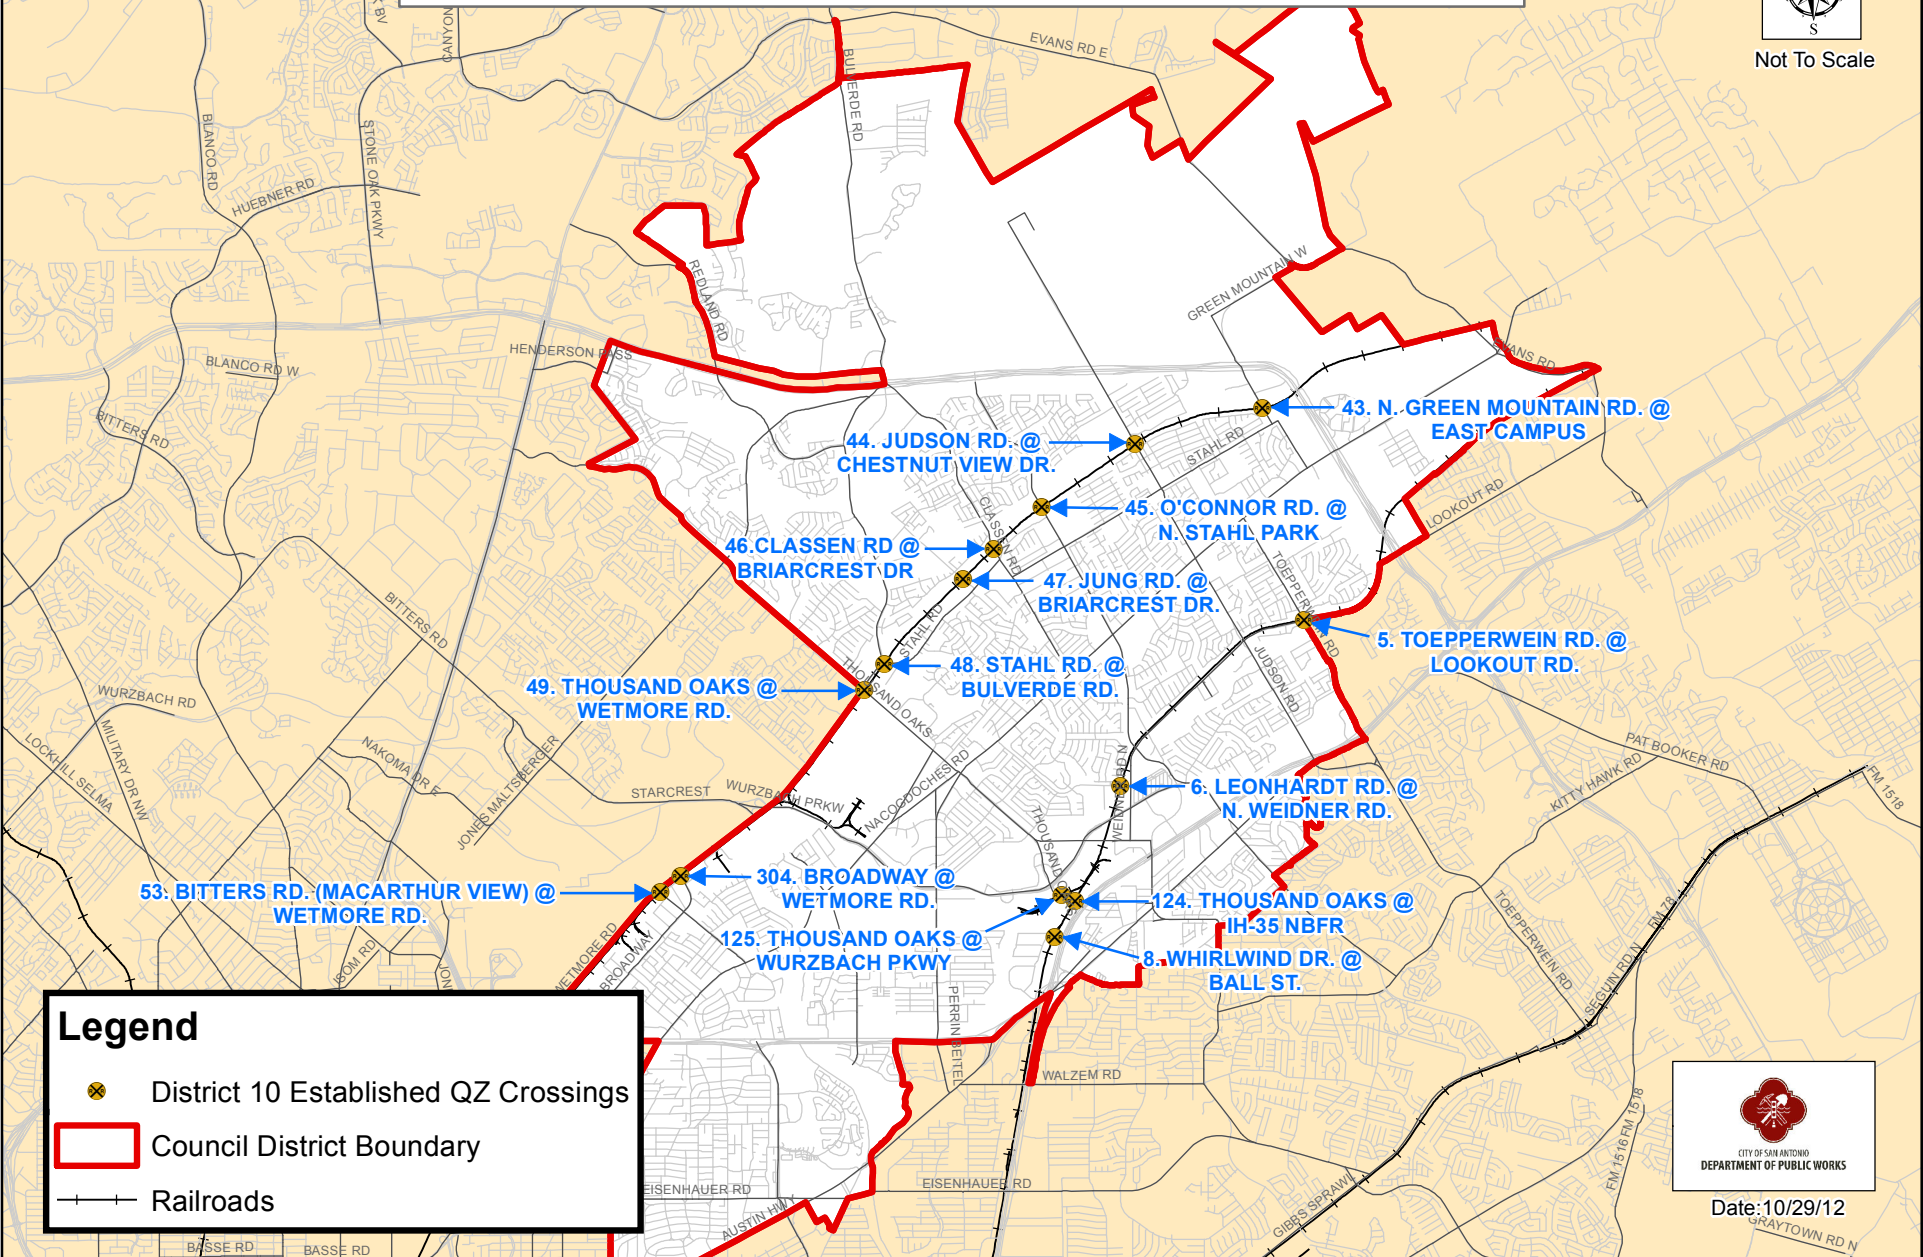 S
Not To Scale
K BV
CANYON
EVANS RD E
BULVERDE RD
BLANCO RD
STONE OAK PKWY
HUEBNER RD
REDLAND RD
GREEN MOUNTAIN W
HENDERSON PASS
BLANCO RD W
EVANS RD
BITTERS RD
43. N. GREEN MOUNTAIN RD. @
EAST CAMPUS
44. JUDSON RD. @
CHESTNUT VIEW DR.
STAHL RD
LOOKOUT RD
CLASSEN RD
45. O'CONNOR RD. @
N. STAHL PARK
46.CLASSEN RD @
BRIARCREST DR
47. JUNG RD. @
BRIARCREST DR.
TOEPPERWEIN RD
STAHL RD
BITTERS RD
5. TOEPPERWEIN RD. @
LOOKOUT RD.
JUDSON RD
48. STAHL RD. @
BULVERDE RD.
THOUSAND OAKS
49. THOUSAND OAKS @
WETMORE RD.
WURZBACH RD
MILITARY DR NW
LOCKHILL SELMA
NAKOMA DR E
JONES MALTSBERGER
STARCREST
WURZBACH PRKW
NACOGDOCHES RD
WEIDNER RD N
PAT BOOKER RD
KITTY HAWK RD
FM 1518
6. LEONHARDT RD. @
N. WEIDNER RD.
THOUSAND OAKS
53. BITTERS RD. (MACARTHUR VIEW) @
WETMORE RD.
304. BROADWAY @
WETMORE RD.
124. THOUSAND OAKS @
IH-35 NBFR
125. THOUSAND OAKS @
WURZBACH PKWY
8. WHIRLWIND DR. @
BALL ST.
TOEPPERWEIN RD
FM 78
SEGUIN RD N
WETMORE RD
BROADWAY
ISOM RD
JON
PERRIN BEITEL
WALZEM RD
EISENHAUER RD
EISENHAUER RD
AUSTIN HWY
GIBBS SPRAWL
FM 1516
FM 1518
GRAYTOWN RD N
BASSE RD
BASSE RD
Legend
District 10 Established QZ Crossings
Council District Boundary
Railroads
CITY OF SAN ANTONIO
DEPARTMENT OF PUBLIC WORKS
Date:10/29/12